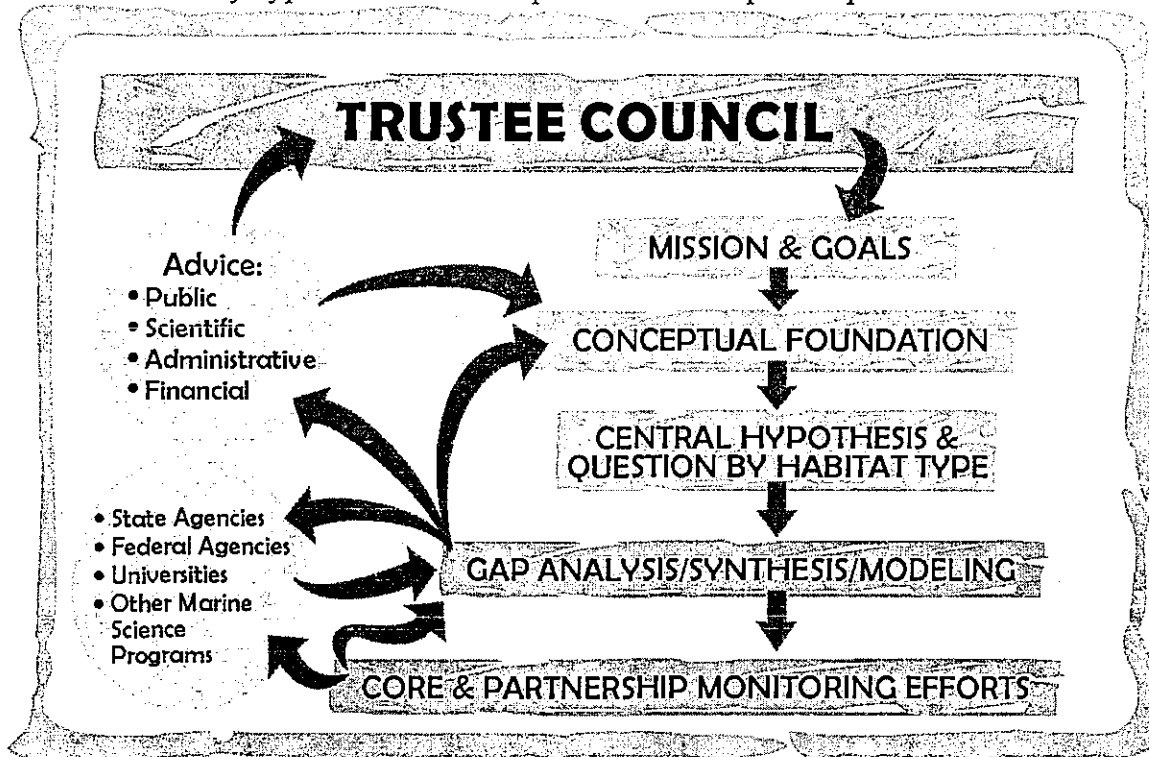 TRUSTEE COUNCIL
MISSION & GOALS
Advice:
• Public
• Scientific
• Administrative
• Financial
CONCEPTUAL FOUNDATION
CENTRAL HYPOTHESIS &
QUESTION BY HABITAT TYPE
• State Agencies
• Federal Agencies
• Universities
• Other Marine
Science
Programs
GAP ANALYSIS/SYNTHESIS/MODELING
CORE & PARTNERSHIP MONITORING EFFORTS